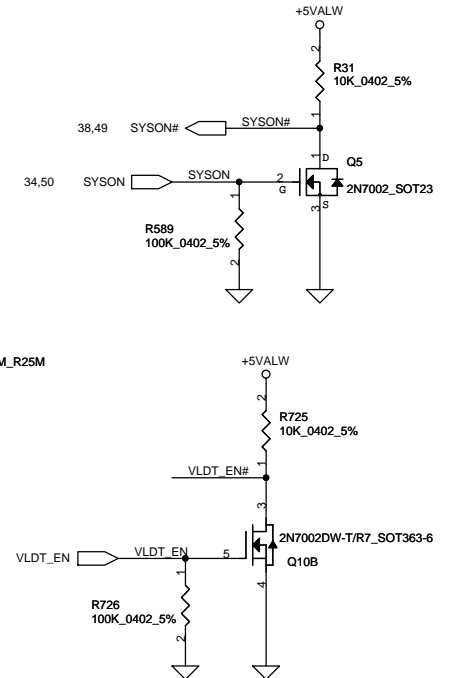 +5VALW
2
R31
10K_0402_5%
1
38,49 SYSON# SYSON#
1 D
Q5
34,50 SYSON SYSON 2 G
2N7002_SOT23
3 S
1
R589
100K_0402_5%
2
M_R25M
+5VALW
2
R725
10K_0402_5%
1
VLDT_EN#
3
2N7002DW-T/R7_SOT363-6
VLDT_EN VLDT_EN 5
Q10B
4
1
R726
100K_0402_5%
2